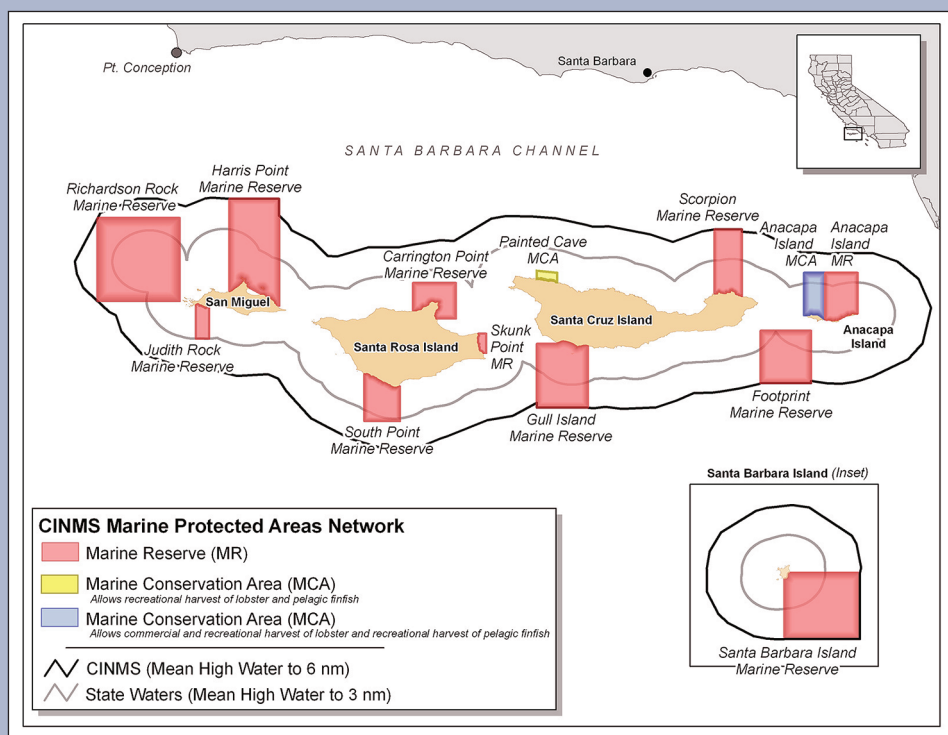 Pt. Conception
Santa Barbara
SANTA BARBARA CHANNEL
Richardson Rock
Marine Reserve
Harris Point
Marine Reserve
Carrington Point
Marine Reserve
Painted Cave
MCA
Scorpion
Marine Reserve
Anacapa
Island
MCA
Anacapa
Island
MR
San Miguel
Santa Rosa Island
Skunk
Point
MR
Santa Cruz Island
Anacapa
Island
Judith Rock
Marine Reserve
South Point
Marine Reserve
Gull Island
Marine Reserve
Footprint
Marine Reserve
Santa Barbara Island (Inset)
Santa Barbara Island
Marine Reserve
CINMS Marine Protected Areas Network
Marine Reserve (MR)
Marine Conservation Area (MCA)
Allows recreational harvest of lobster and pelagic finfish
Marine Conservation Area (MCA)
Allows commercial and recreational harvest of lobster and recreational harvest of pelagic finfish
CINMS (Mean High Water to 6 nm)
State Waters (Mean High Water to 3 nm)